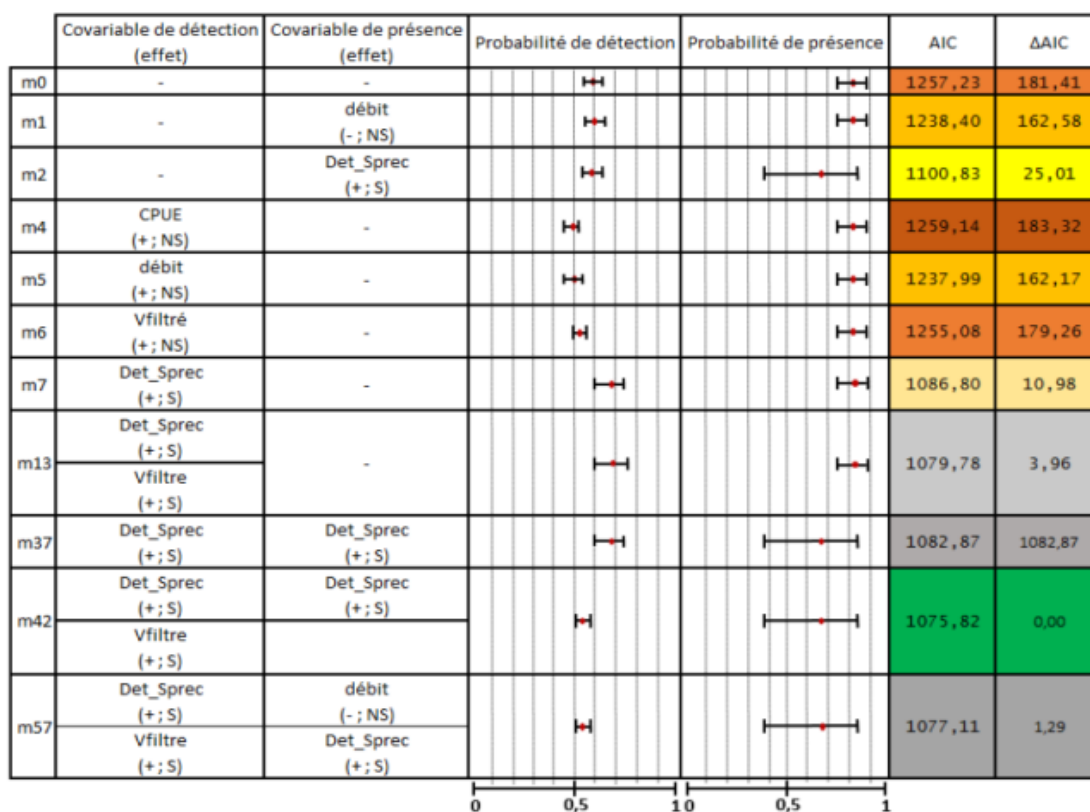 Covariable de détection (effet) Covariable de présence (effet) Probabilité de détection Probabilité de présence AIC ΔAIC
m0 - - 1257,23 181,41
m1 - débit (- ; NS) 1238,40 162,58
m2 - Det_Sprec (+ ; S) 1100,83 25,01
m4 CPUE (+ ; NS) - 1259,14 183,32
m5 débit (+ ; NS) - 1237,99 162,17
m6 Vfiltré (+ ; NS) - 1255,08 179,26
m7 Det_Sprec (+ ; S) - 1086,80 10,98
m13 Det_Sprec (+ ; S) Vfiltre (+ ; S) - 1079,78 3,96
m37 Det_Sprec (+ ; S) Det_Sprec (+ ; S) 1082,87 1082,87
m42 Det_Sprec (+ ; S) Vfiltre (+ ; S) Det_Sprec (+ ; S) 1075,82 0,00
m57 Det_Sprec (+ ; S) Vfiltre (+ ; S) débit (- ; NS) Det_Sprec (+ ; S) 1077,11 1,29
0 0,5 1 0 0,5 1